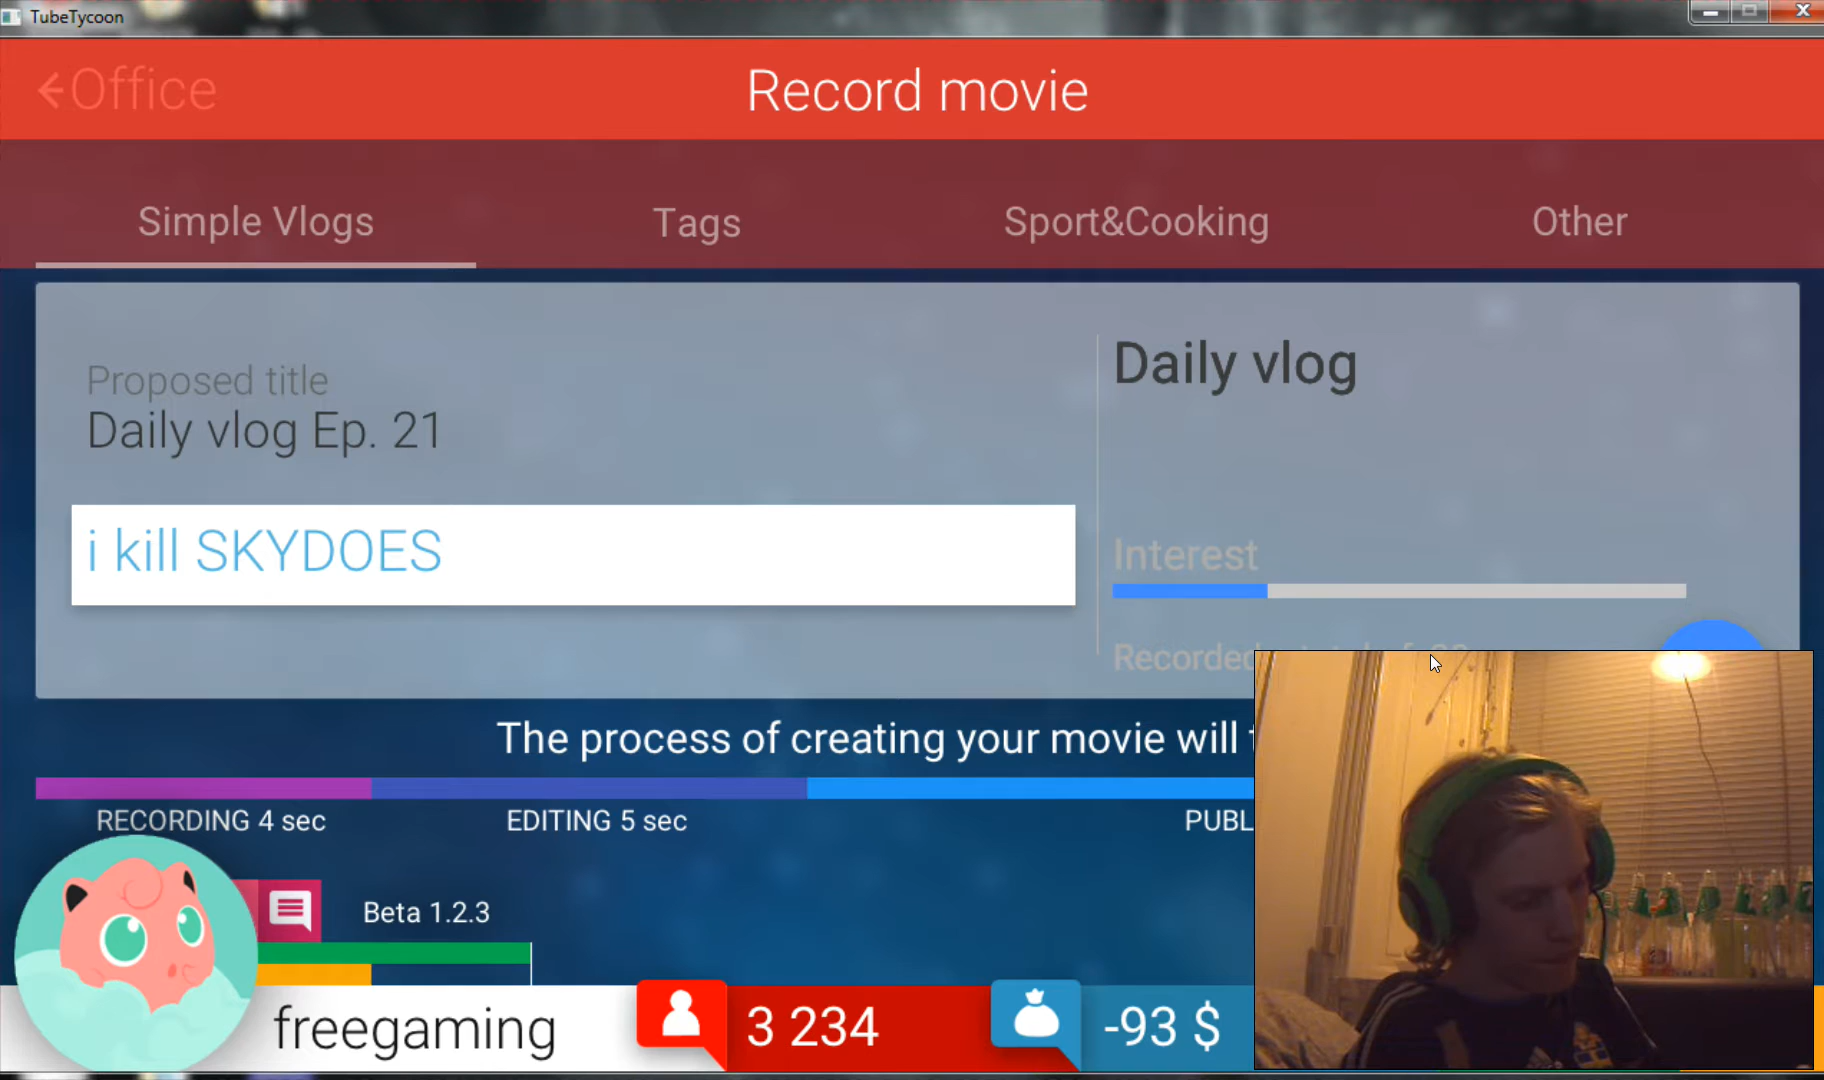 TubeTycoon
Office
Record movie
Simple Vlogs
Tags
Sport&Cooking
Other
Proposed title
Daily vlog Ep. 21
i kill SKYDOES
Daily vlog
Interest
Recorded
The process of creating your movie will
RECORDING 4 sec
EDITING 5 sec
PUBL
Beta 1.2.3
freegaming
3 234
-93 $